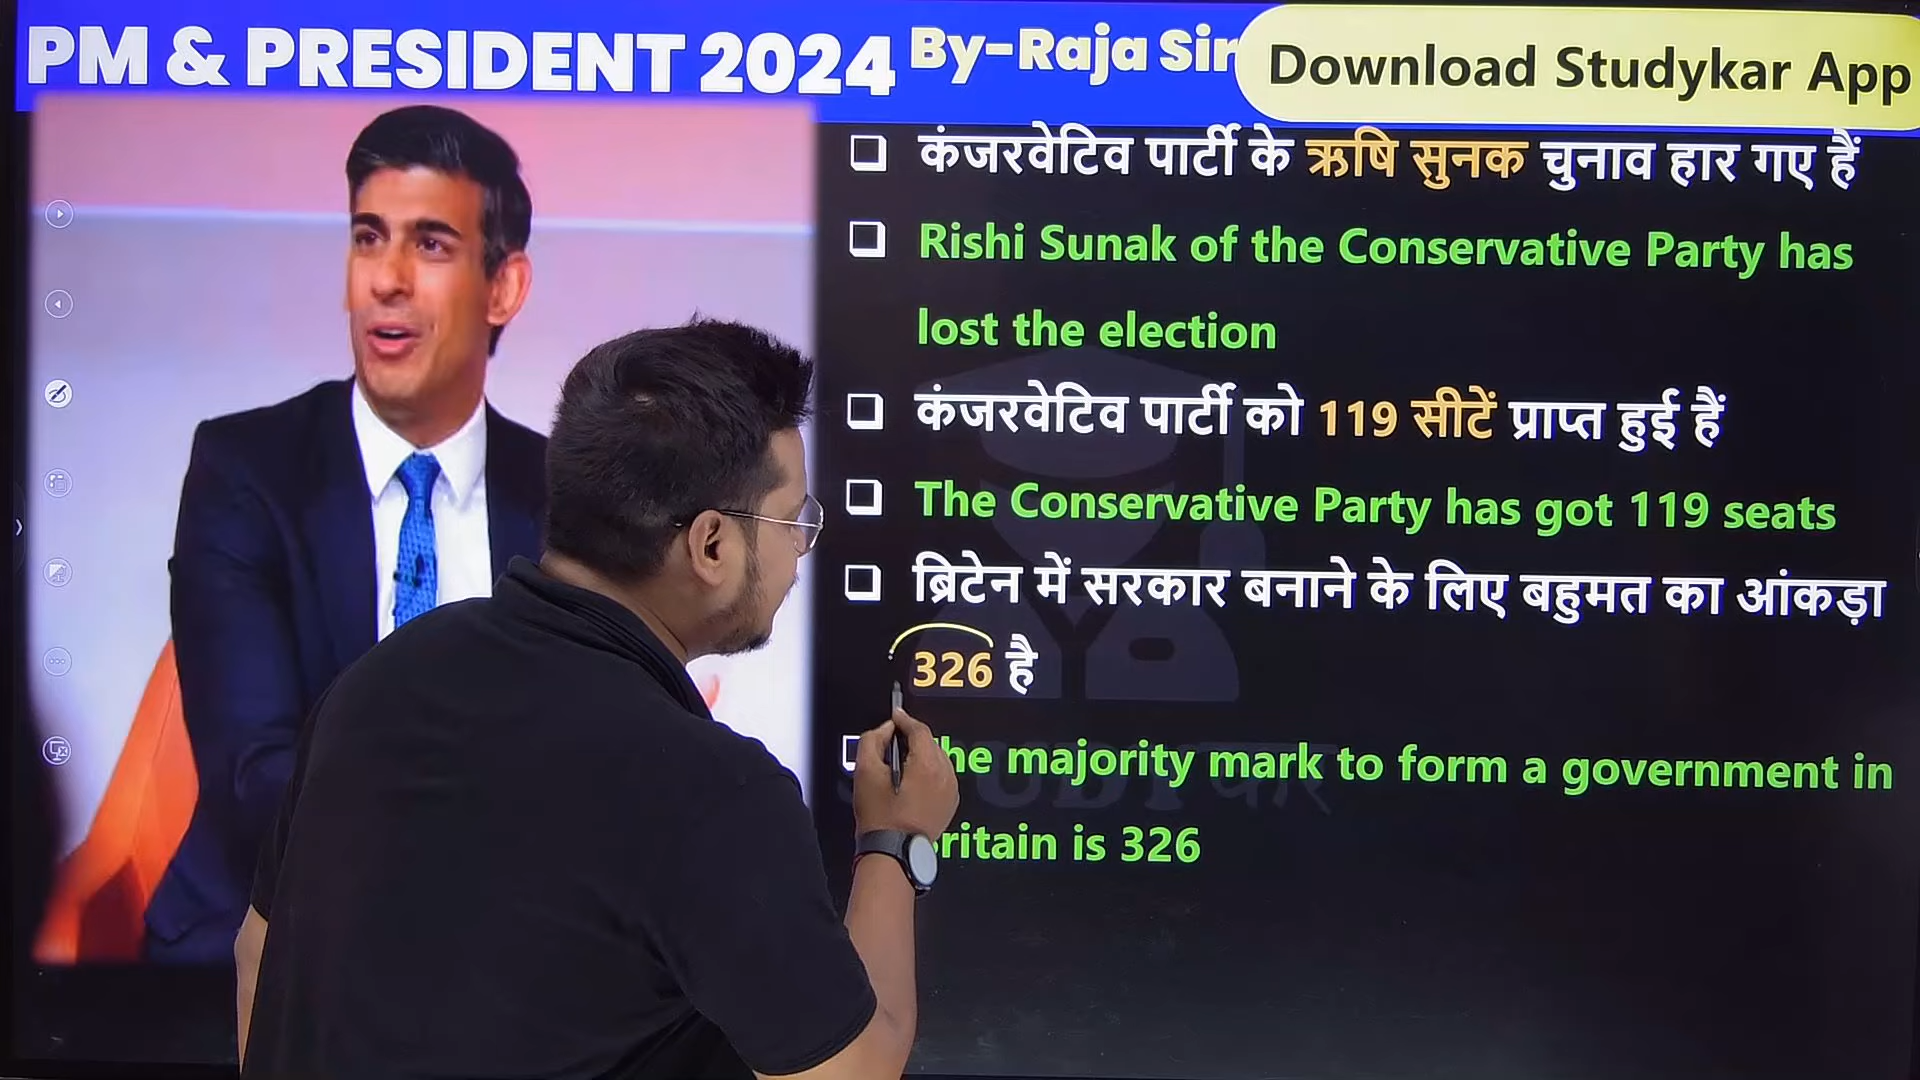 PM & PRESIDENT 2024 By-Raja Sir
Download Studykar App
कंजरवेटिव पार्टी के ऋषि सुनक चुनाव हार गए हैं
Rishi Sunak of the Conservative Party has
lost the election
कंजरवेटिव पार्टी को 119 सीटें प्राप्त हुई हैं
The Conservative Party has got 119 seats
ब्रिटेन में सरकार बनाने के लिए बहुमत का आंकड़ा
326 है
he majority mark to form a government in
ritain is 326